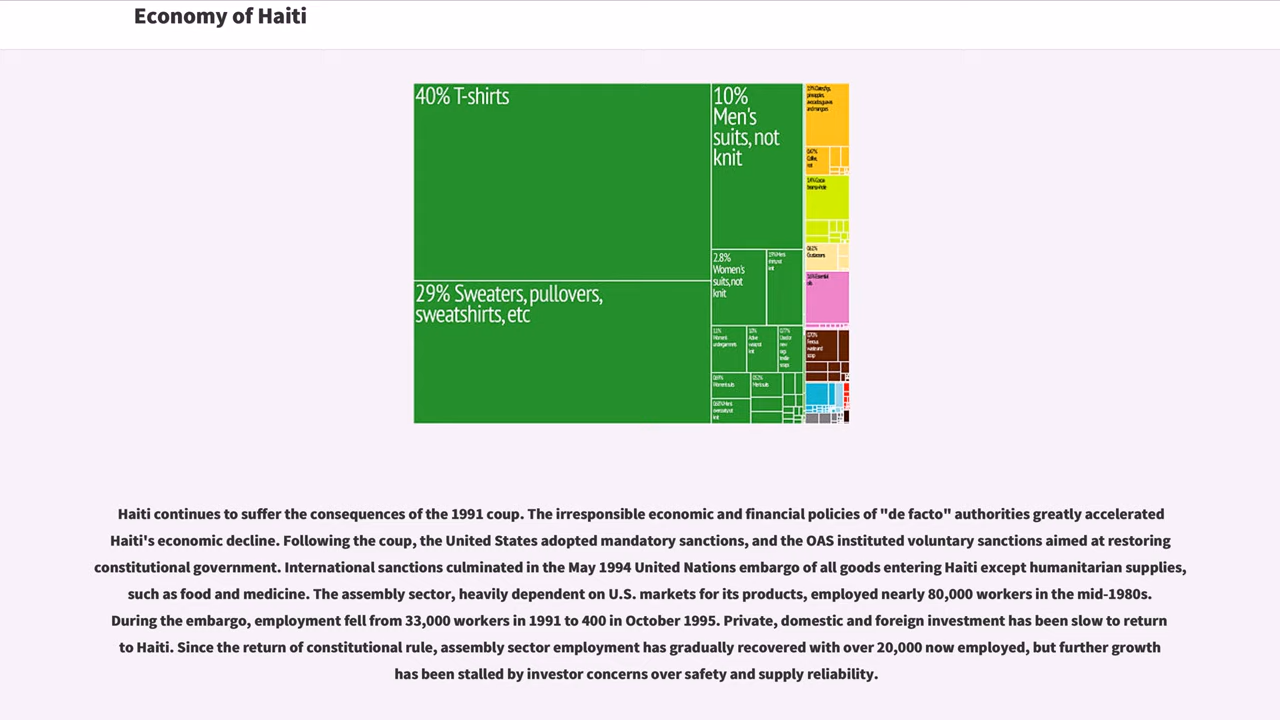 Economy of Haiti
40% T-shirts
29% Sweaters, pullovers,
sweatshirts, etc
10%
Men's
suits, not
knit
2.8%
Women's
suits, not
knit
Haiti continues to suffer the consequences of the 1991 coup. The irresponsible economic and financial policies of "de facto" authorities greatly accelerated
Haiti's economic decline. Following the coup, the United States adopted mandatory sanctions, and the OAS instituted voluntary sanctions aimed at restoring
constitutional government. International sanctions culminated in the May 1994 United Nations embargo of all goods entering Haiti except humanitarian supplies,
such as food and medicine. The assembly sector, heavily dependent on U.S. markets for its products, employed nearly 80,000 workers in the mid-1980s.
During the embargo, employment fell from 33,000 workers in 1991 to 400 in October 1995. Private, domestic and foreign investment has been slow to return
to Haiti. Since the return of constitutional rule, assembly sector employment has gradually recovered with over 20,000 now employed, but further growth
has been stalled by investor concerns over safety and supply reliability.